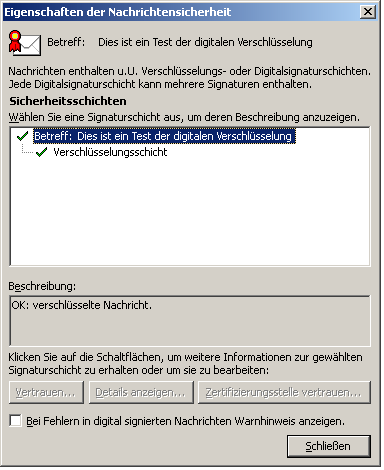 Eigenschaften der Nachrichtensicherheit
Betreff: Dies ist ein Test der digitalen Verschlüsselung
Nachrichten enthalten u.U. Verschlüsselungs- oder Digitalsignaturschichten.
Jede Digitalsignaturschicht kann mehrere Signaturen enthalten.
Sicherheitsschichten
Wählen Sie eine Signaturschicht aus, um deren Beschreibung anzuzeigen.
Betreff: Dies ist ein Test der digitalen Verschlüsselung
Verschlüsselungsschicht
Beschreibung:
OK: verschlüsselte Nachricht.
Klicken Sie auf die Schaltflächen, um weitere Informationen zur gewählten
Signaturschicht zu erhalten oder um sie zu bearbeiten:
Vertrauen... Details anzeigen... Zertifizierungsstelle vertrauen...
Bei Fehlern in digital signierten Nachrichten Warnhinweis anzeigen.
Schließen